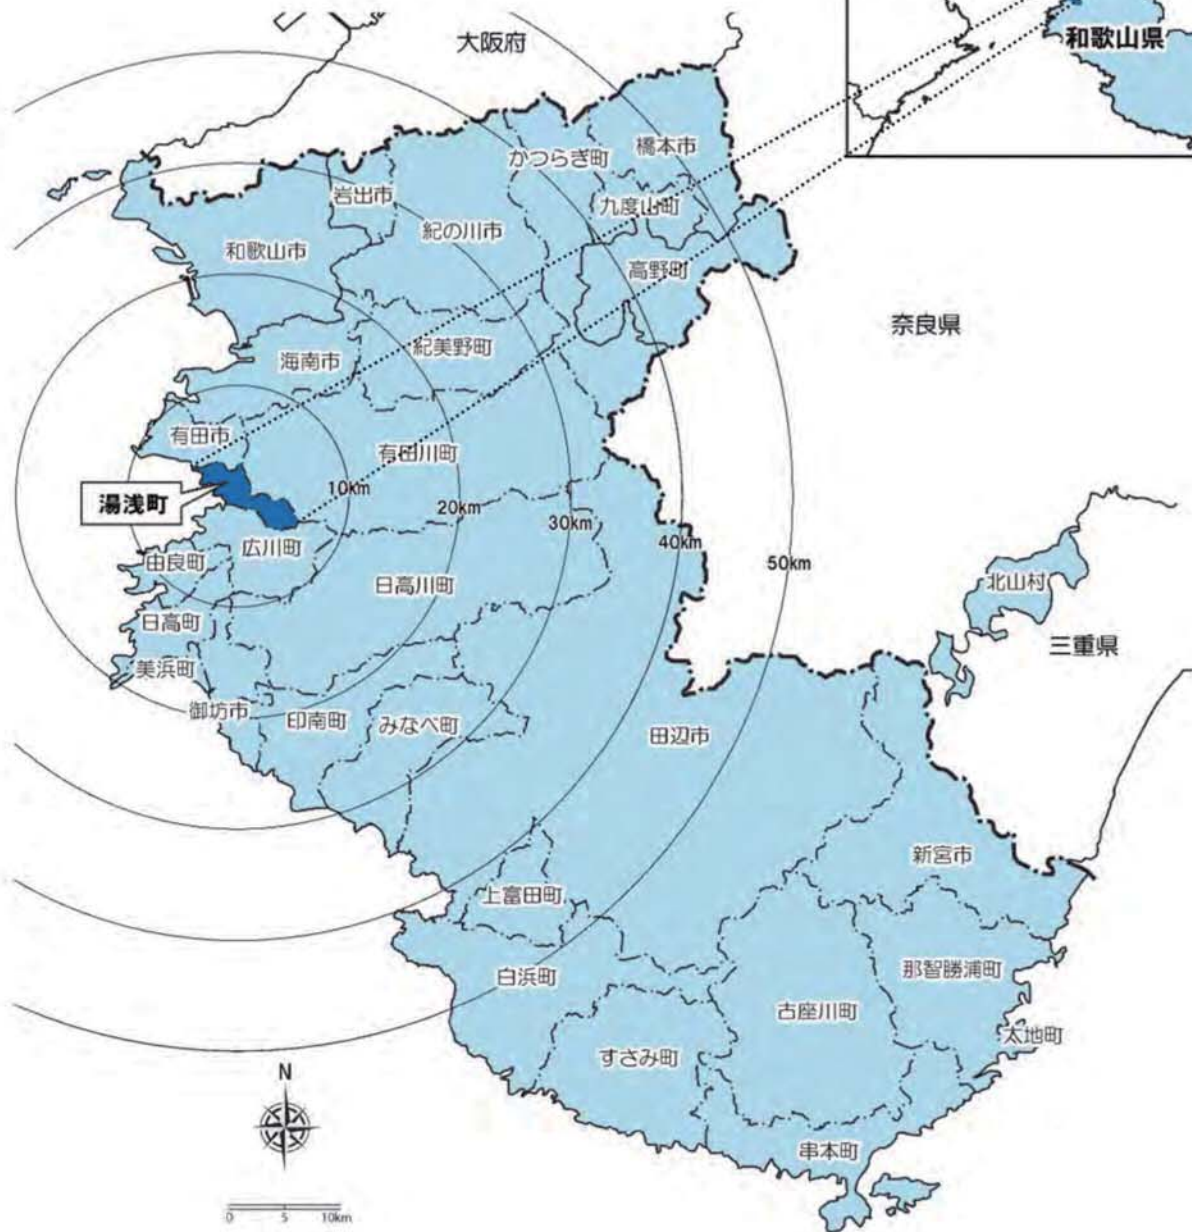 大阪府
和歌山県
かつらぎ町
橋本市
岩出市
九度山町
紀の川市
和歌山市
高野町
奈良県
海南市
紀美野町
有田市
有田川町
湯浅町
10km
20km
30km
40km
50km
広川町
由良町
日高川町
北山村
日高町
三重県
美浜町
御坊市
印南町
みなべ町
田辺市
新宮市
上富田町
白浜町
那智勝浦町
古座川町
太地町
すさみ町
串本町
N
0 5 10km